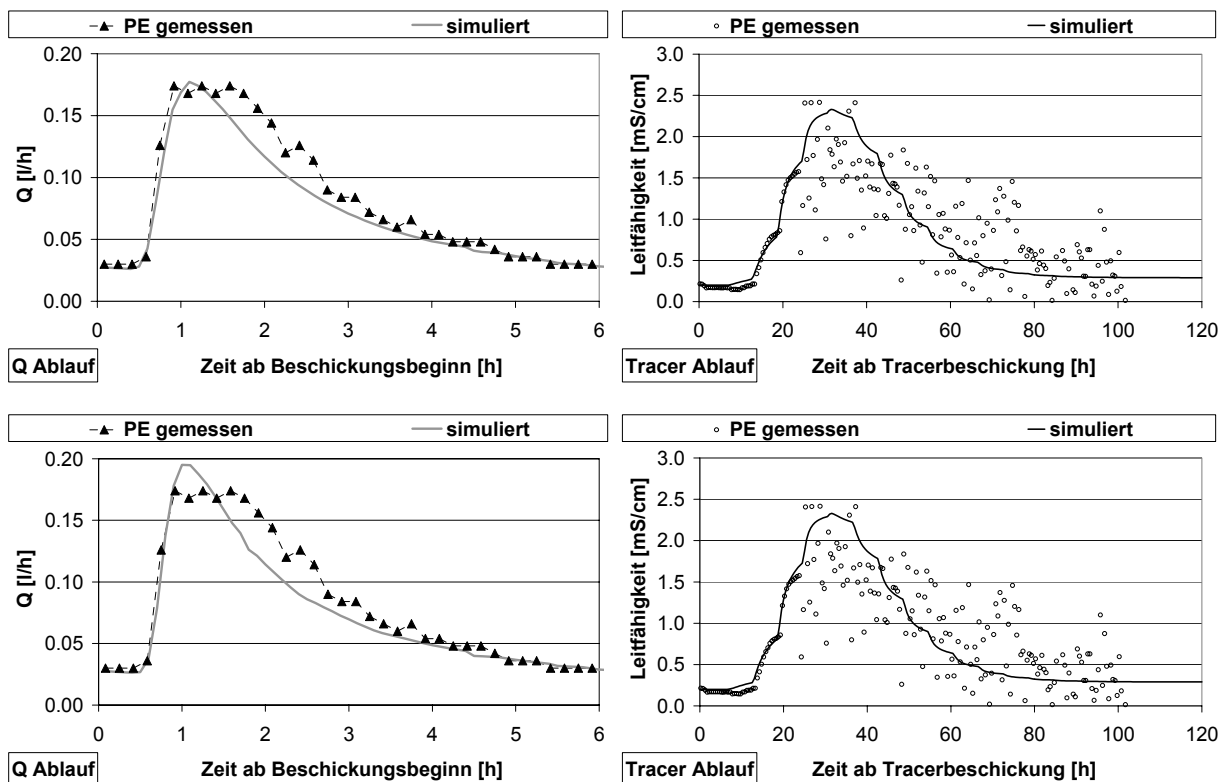 PE gemessen simuliert
Q [l/h]
0.20
0.15
0.10
0.05
0.00
0 1 2 3 4 5 6
Q Ablauf Zeit ab Beschickungsbeginn [h]
PE gemessen simuliert
Leitfähigkeit [mS/cm]
3.0
2.5
2.0
1.5
1.0
0.5
0.0
0 20 40 60 80 100 120
Tracer Ablauf Zeit ab Tracerbeschickung [h]
PE gemessen simuliert
Q [l/h]
0.20
0.15
0.10
0.05
0.00
0 1 2 3 4 5 6
Q Ablauf Zeit ab Beschickungsbeginn [h]
PE gemessen simuliert
Leitfähigkeit [mS/cm]
3.0
2.5
2.0
1.5
1.0
0.5
0.0
0 20 40 60 80 100 120
Tracer Ablauf Zeit ab Tracerbeschickung [h]